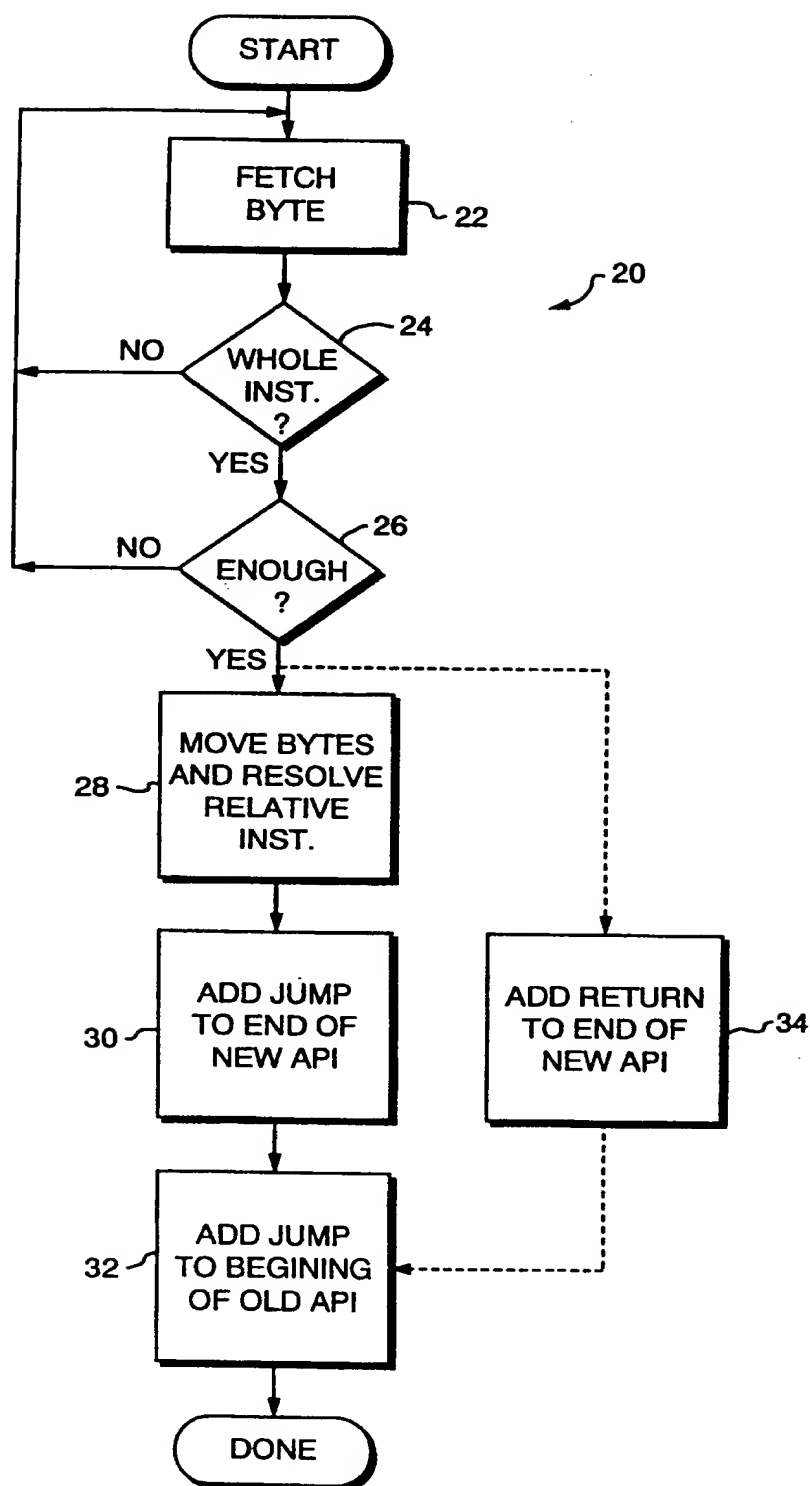 START
FETCH
BYTE
22
20
24
NO
WHOLE
INST.
?
YES
26
NO
ENOUGH
?
YES
28
MOVE BYTES
AND RESOLVE
RELATIVE
INST.
30
ADD JUMP
TO END OF
NEW API
ADD RETURN
TO END OF
NEW API
34
32
ADD JUMP
TO BEGINING
OF OLD API
DONE